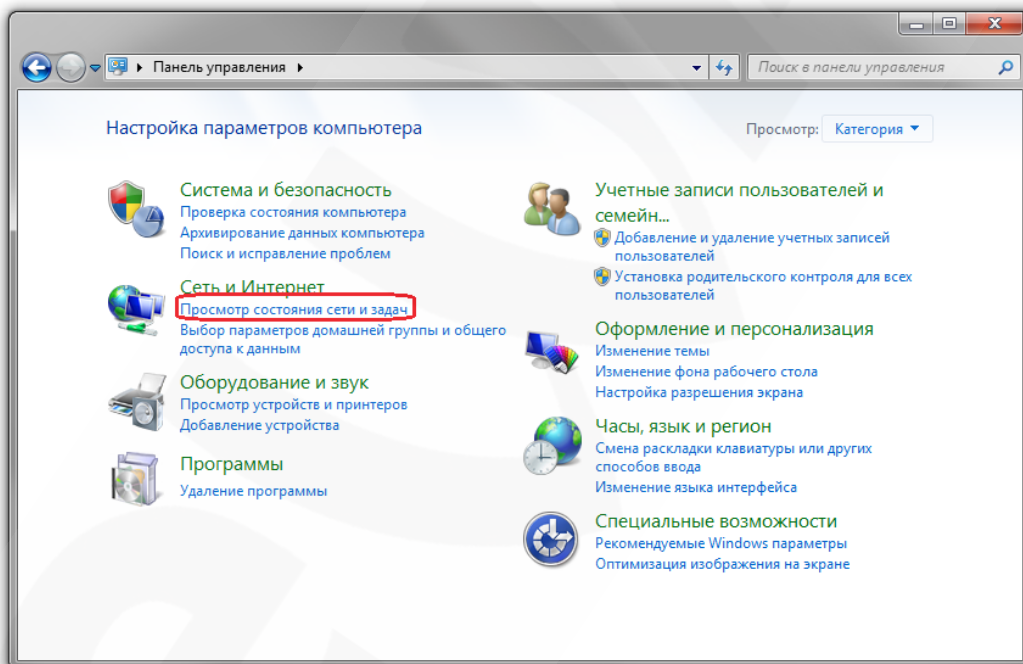 Панель управления
Поиск в панели управления
Настройка параметров компьютера
Просмотр: Категория
Система и безопасность
Проверка состояния компьютера
Архивирование данных компьютера
Поиск и исправление проблем
Сеть и Интернет
Просмотр состояния сети и задач
Выбор параметров домашней группы и общего
доступа к данным
Оборудование и звук
Просмотр устройств и принтеров
Добавление устройства
Программы
Удаление программы
Учетные записи пользователей и
семейн...
Добавление и удаление учетных записей
пользователей
Установка родительского контроля для всех
пользователей
Оформление и персонализация
Изменение темы
Изменение фона рабочего стола
Настройка разрешения экрана
Часы, язык и регион
Смена раскладки клавиатуры или других
способов ввода
Изменение языка интерфейса
Специальные возможности
Рекомендуемые Windows параметры
Оптимизация изображения на экране